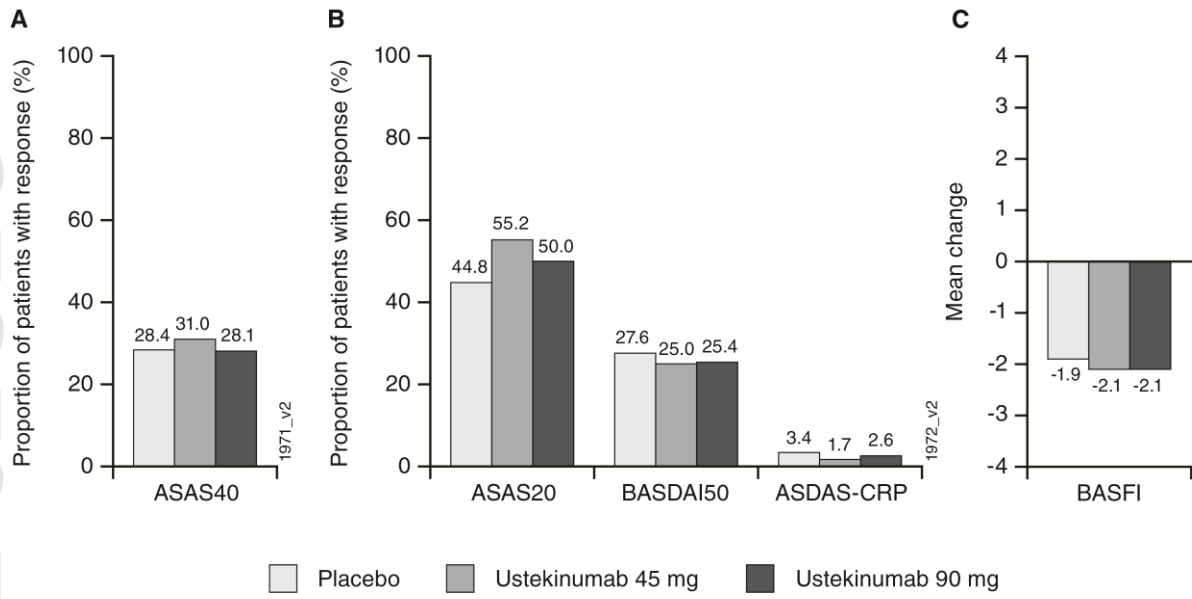 A
Proportion of patients with response (%)
100
80
60
40
20
0
28.4 31.0 28.1
ASAS40
1971_v2
B
Proportion of patients with response (%)
100
80
60
40
20
0
44.8 55.2 50.0
27.6 25.0 25.4
3.4 1.7 2.6
ASAS20 BASDAI50 ASDAS-CRP
1972_v2
C
Mean change
4
3
2
1
0
-1
-2
-3
-4
-1.9 -2.1 -2.1
BASFI
Placebo Ustekinumab 45 mg Ustekinumab 90 mg